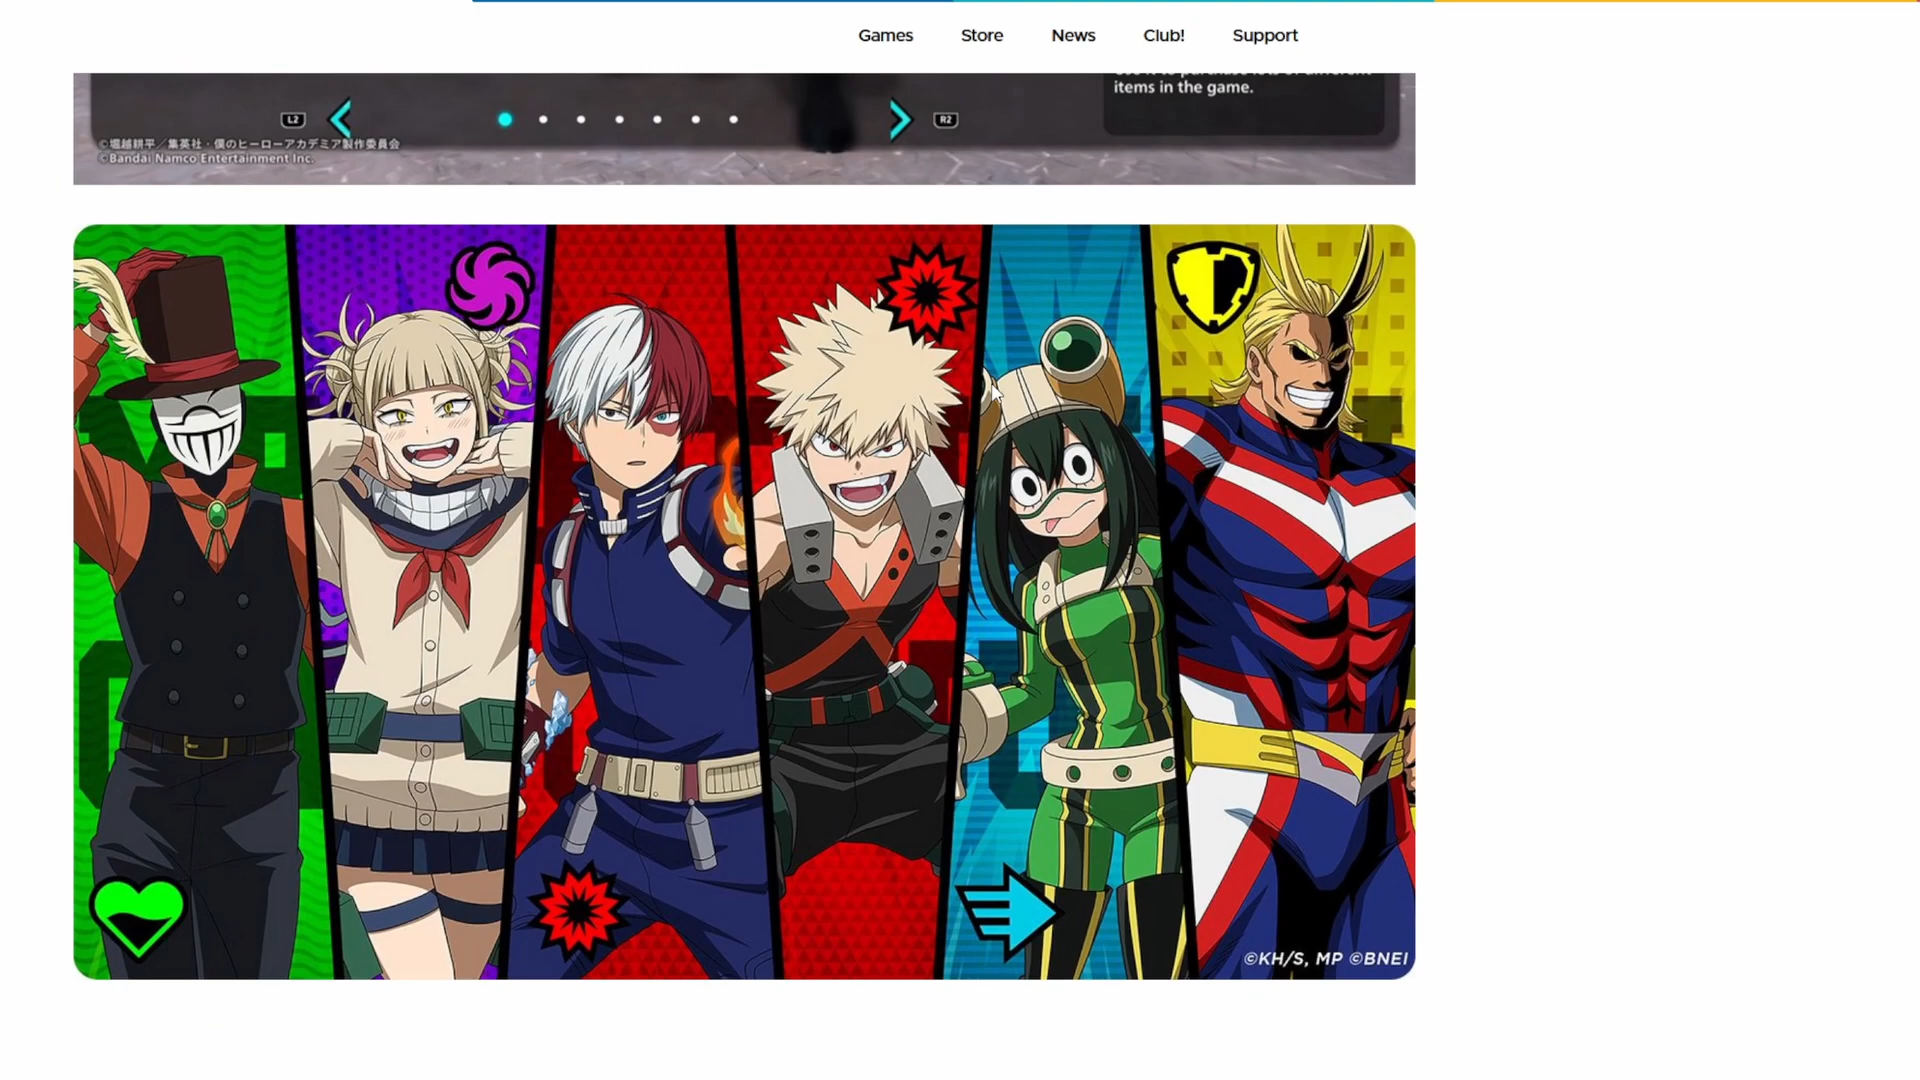 Games Store News Club! Support
items in the game.
L2 R2
©堀越耕平／集英社・僕のヒーローアカデミア製作委員会
©Bandai Namco Entertainment Inc.
©KH/S, MP ©BNEI